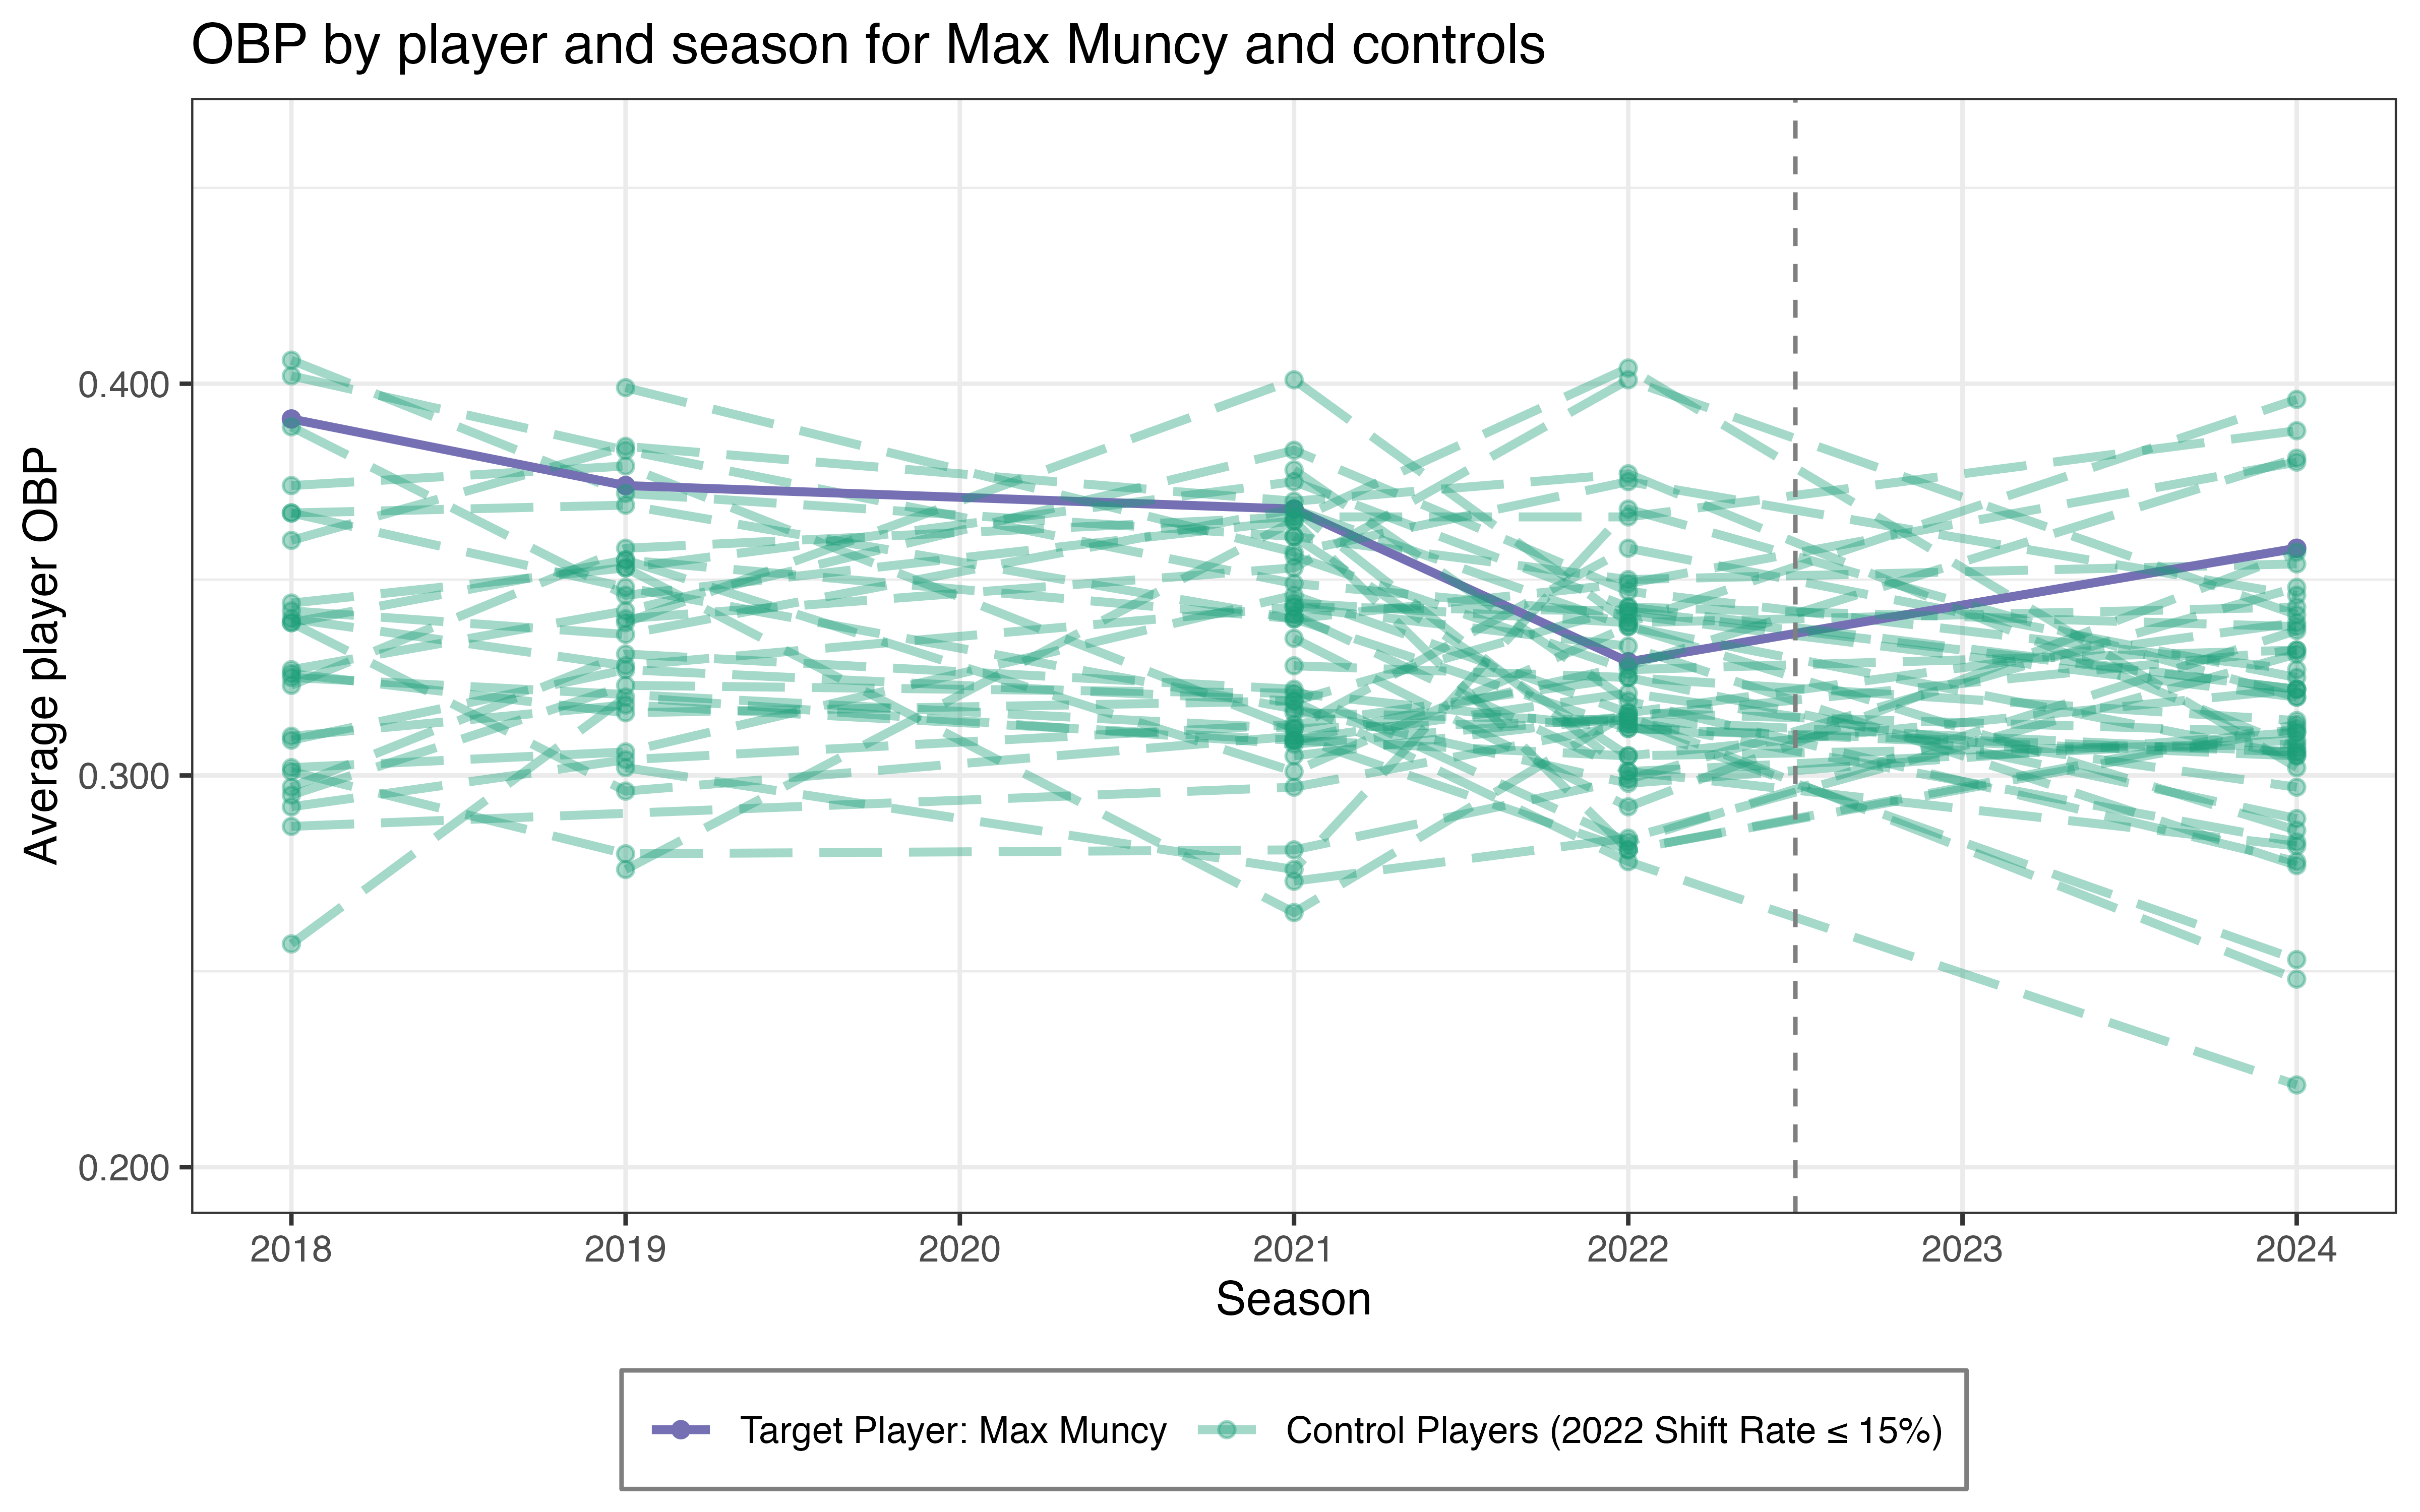 OBP by player and season for Max Muncy and controls
Average player OBP
0.400
0.300
0.200
2018 2019 2020 2021 2022 2023 2024
Season
Target Player: Max Muncy Control Players (2022 Shift Rate ≤ 15%)